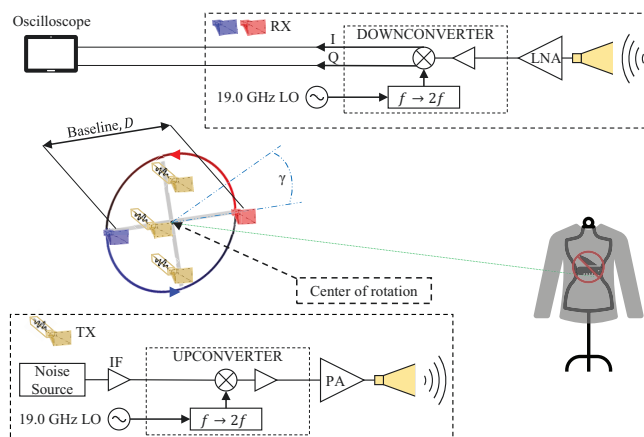 Oscilloscope
RX
DOWNCONVERTER
I
Q
LNA
19.0 GHz LO
f → 2f
Baseline, D
γ
Center of rotation
TX
UPCONVERTER
IF
Noise
Source
PA
19.0 GHz LO
f → 2f